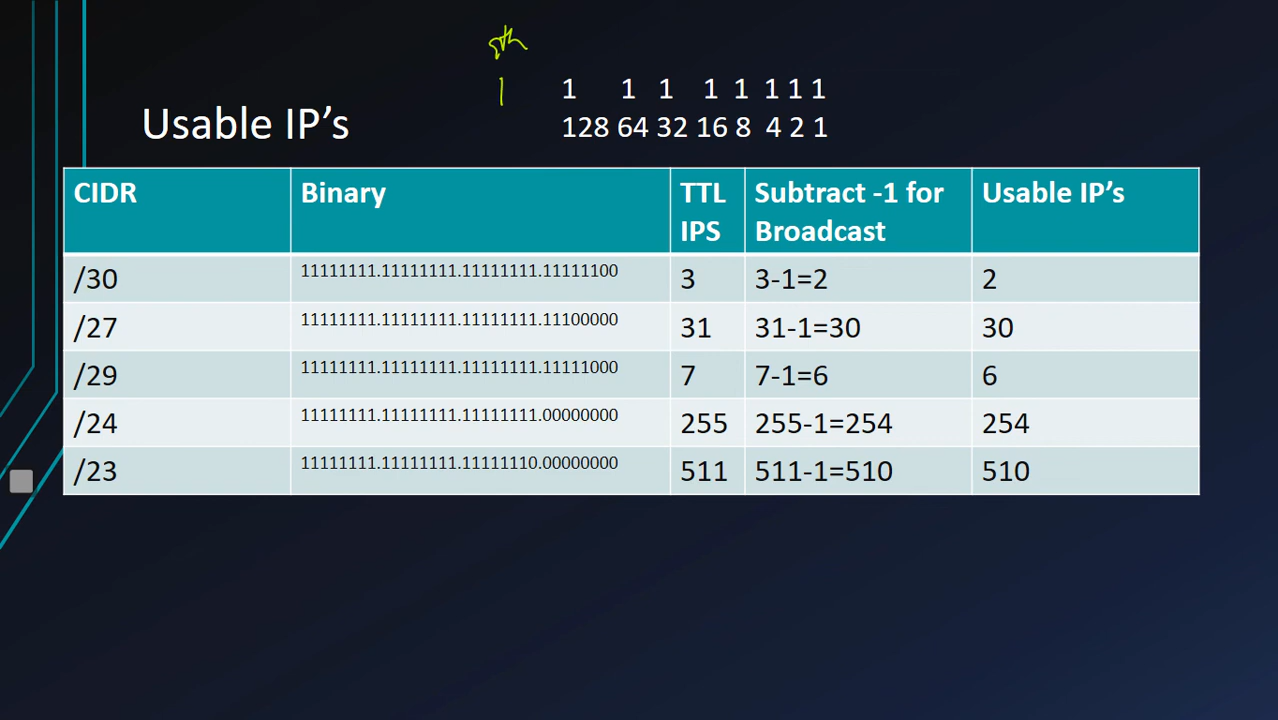 1 1 1 1 1 1 1 1 1
Usable IP's
128 64 32 16 8 4 2 1
CIDR Binary TTL IPS Subtract -1 for Broadcast Usable IP's
/30 11111111.11111111.11111111.11111100 3 3-1=2 2
/27 11111111.11111111.11111111.11100000 31 31-1=30 30
/29 11111111.11111111.11111111.11111000 7 7-1=6 6
/24 11111111.11111111.11111111.00000000 255 255-1=254 254
/23 11111111.11111111.11111110.00000000 511 511-1=510 510